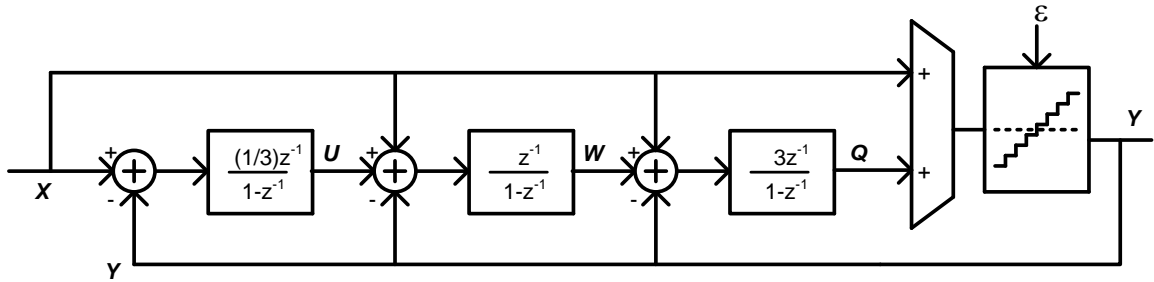 ε
+
(1/3)z⁻¹
1-z⁻¹
U
z⁻¹
1-z⁻¹
W
3z⁻¹
1-z⁻¹
Q
Y
+
+
+
+
+
+
+
X
-
-
-
Y